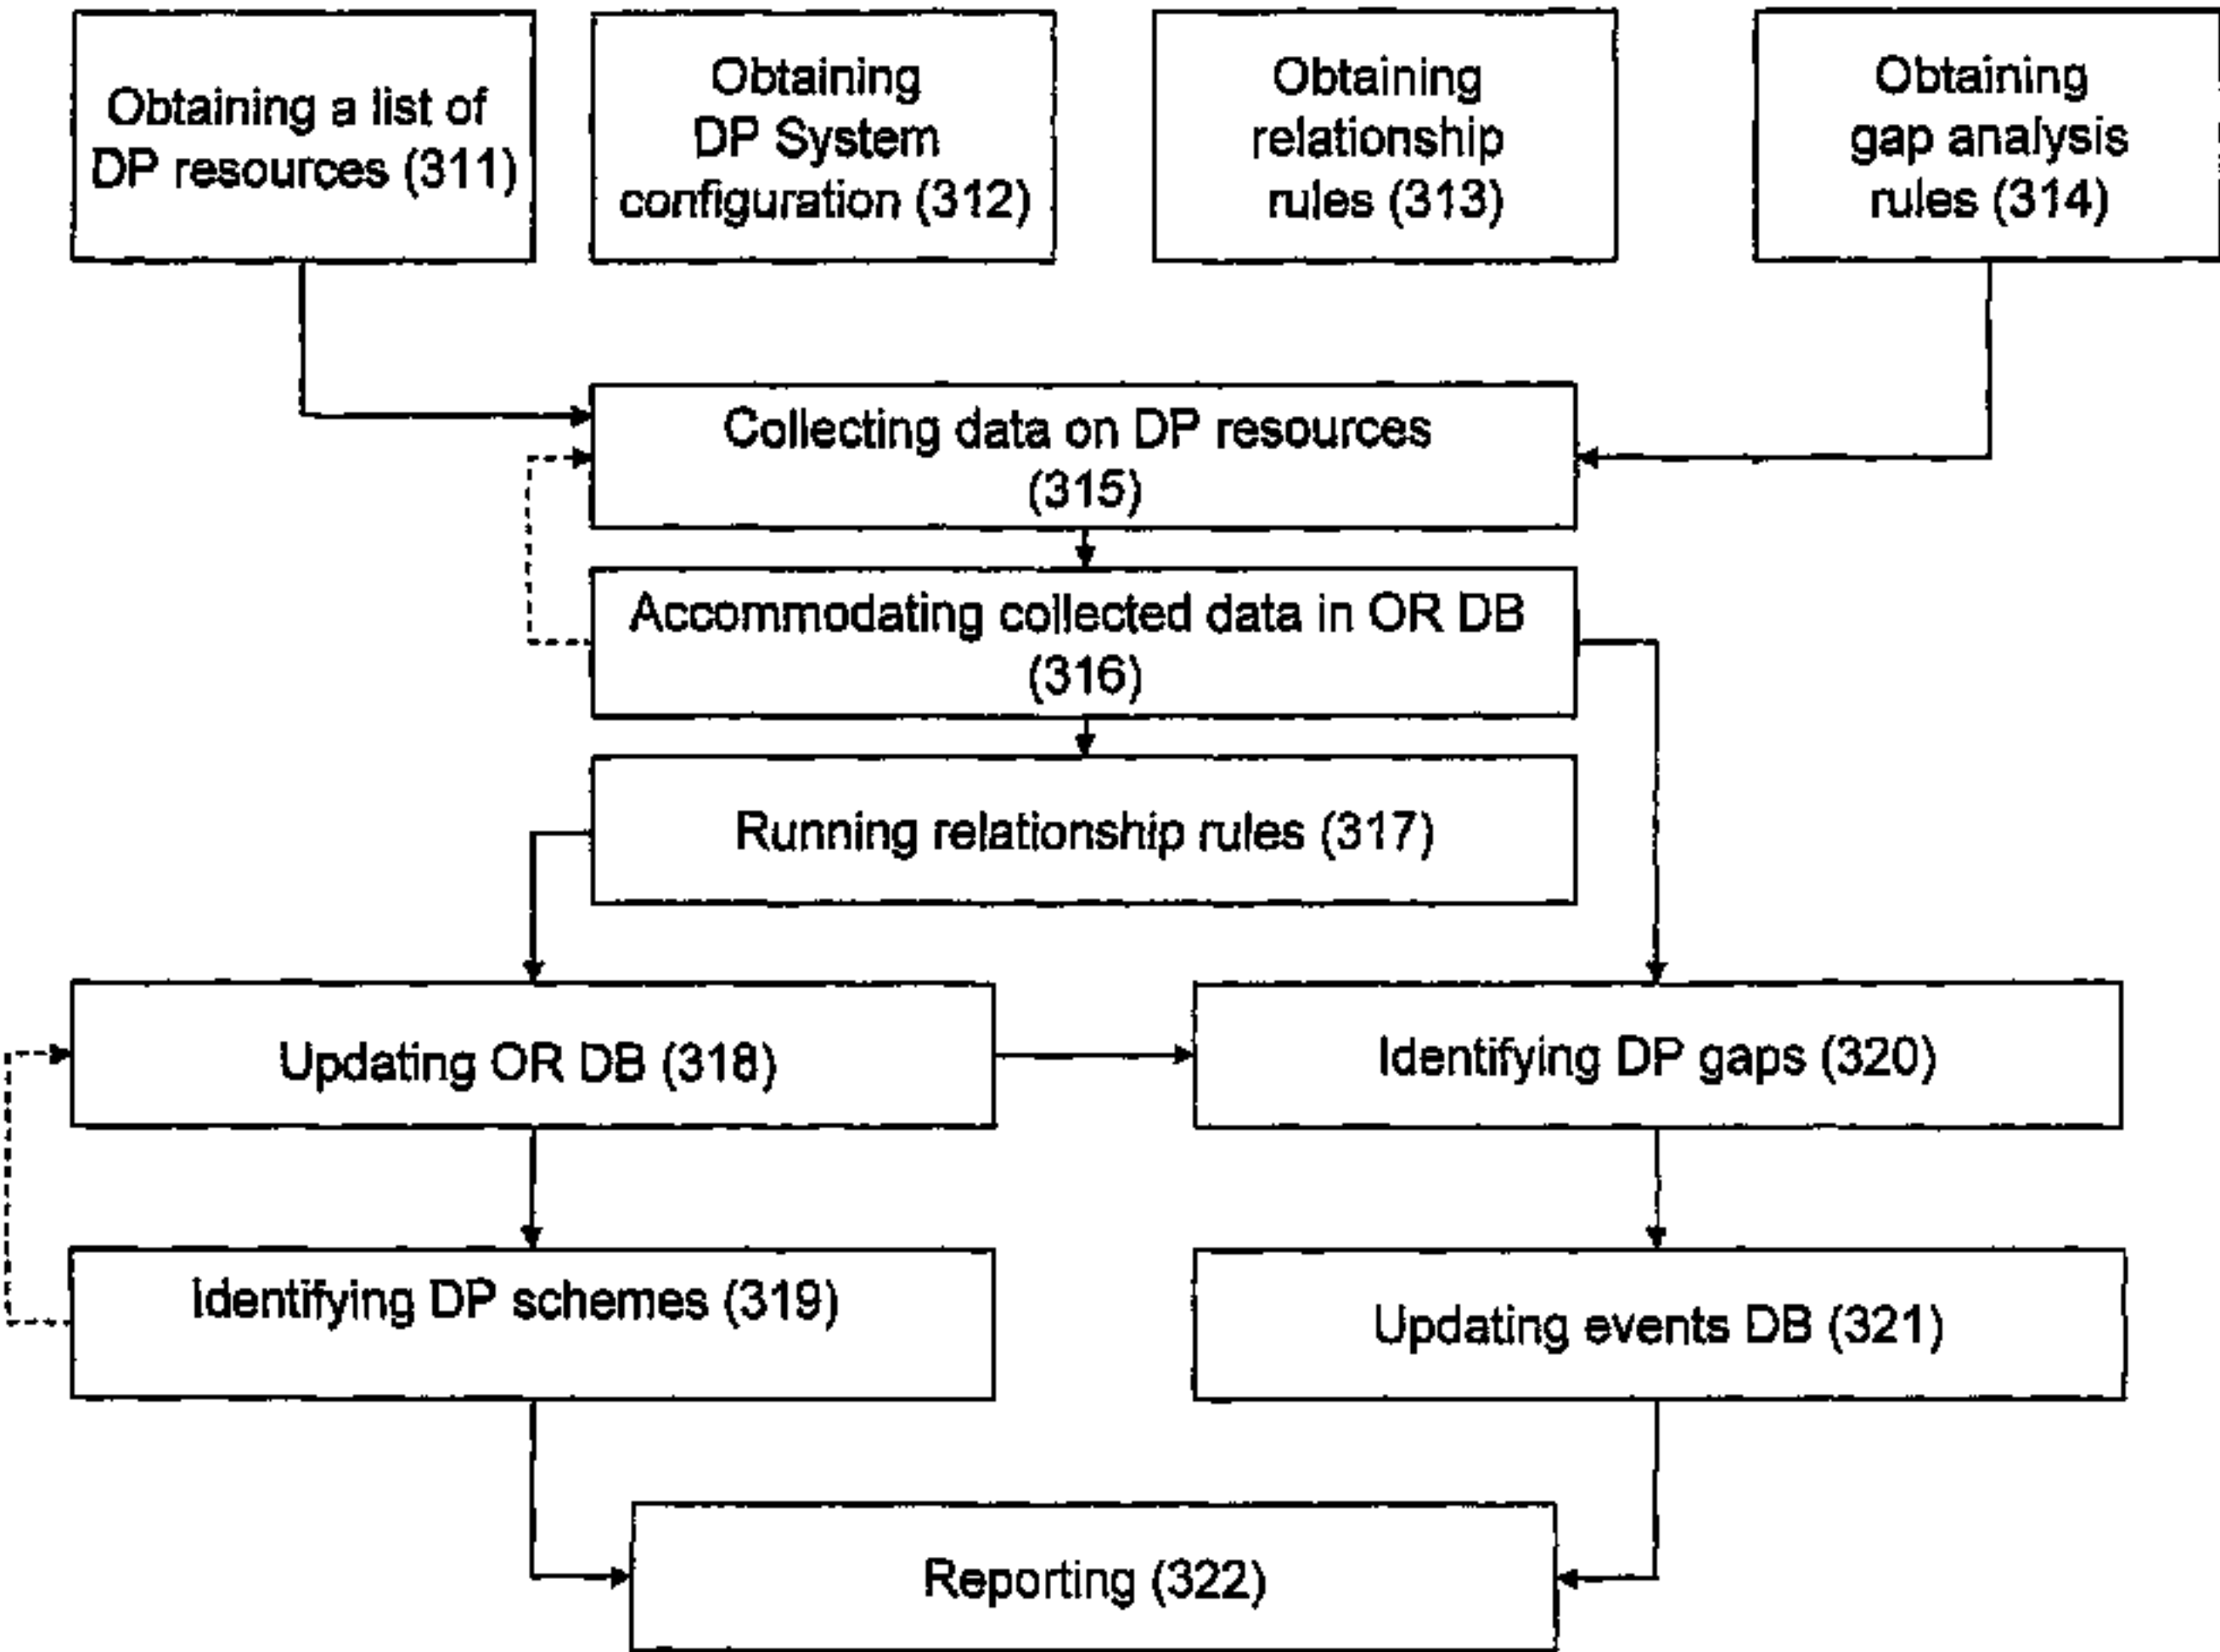 Obtaining a list of
DP resources (311)
Obtaining
DP System
configuration (312)
Obtaining
relationship
rules (313)
Obtaining
gap analysis
rules (314)
Collecting data on DP resources
(315)
Accommodating collected data in OR DB
(316)
Running relationship rules (317)
Updating OR DB (318)
Identifying DP gaps (320)
Identifying DP schemes (319)
Updating events DB (321)
Reporting (322)